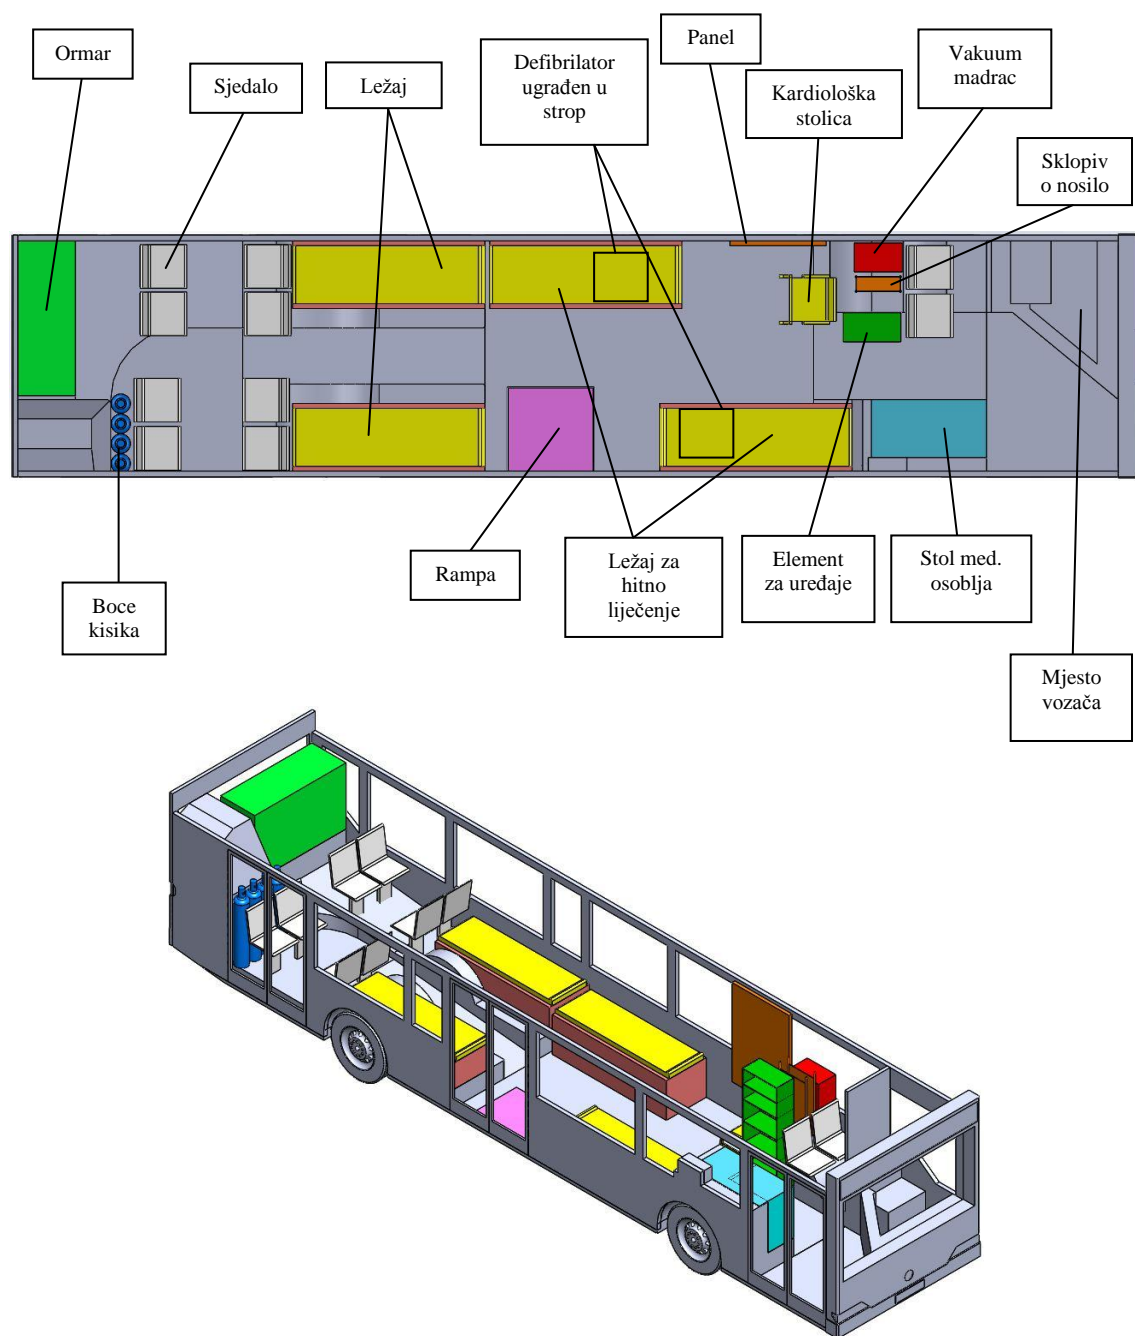 Ormar
Sjedalo
Ležaj
Defibrilator
ugrađen u
strop
Panel
Kardiološka
stolica
Vakuum
madrac
Sklopiv
o nosilo
Boce
kisika
Rampa
Ležaj za
hitno
liječenje
Element
za uređaje
Stol med.
osoblja
Mjesto
vozača